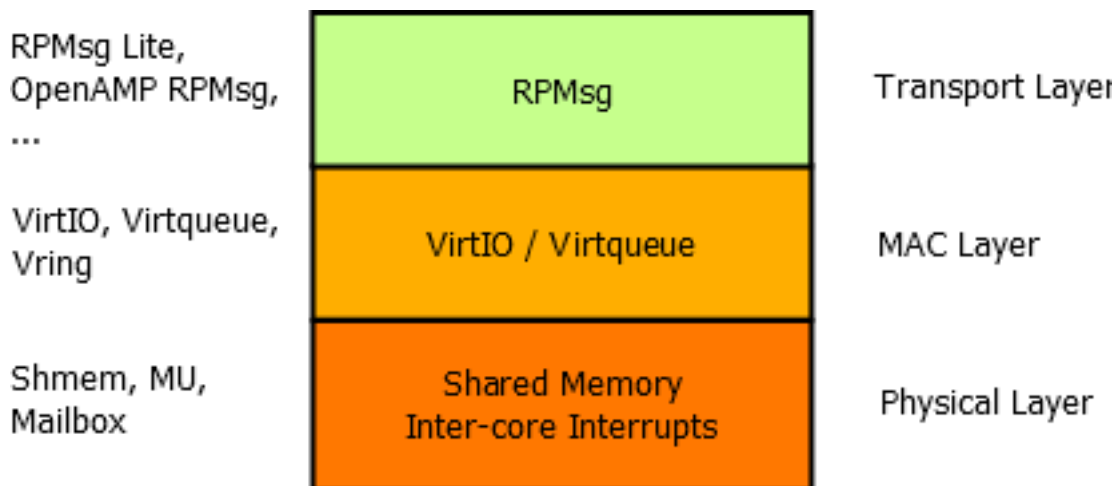 RPMsg Lite,
OpenAMP RPMsg,
...
RPMsg
Transport Layer
VirtIO, Virtqueue,
Vring
VirtIO / Virtqueue
MAC Layer
Shmem, MU,
Mailbox
Shared Memory
Inter-core Interrupts
Physical Layer